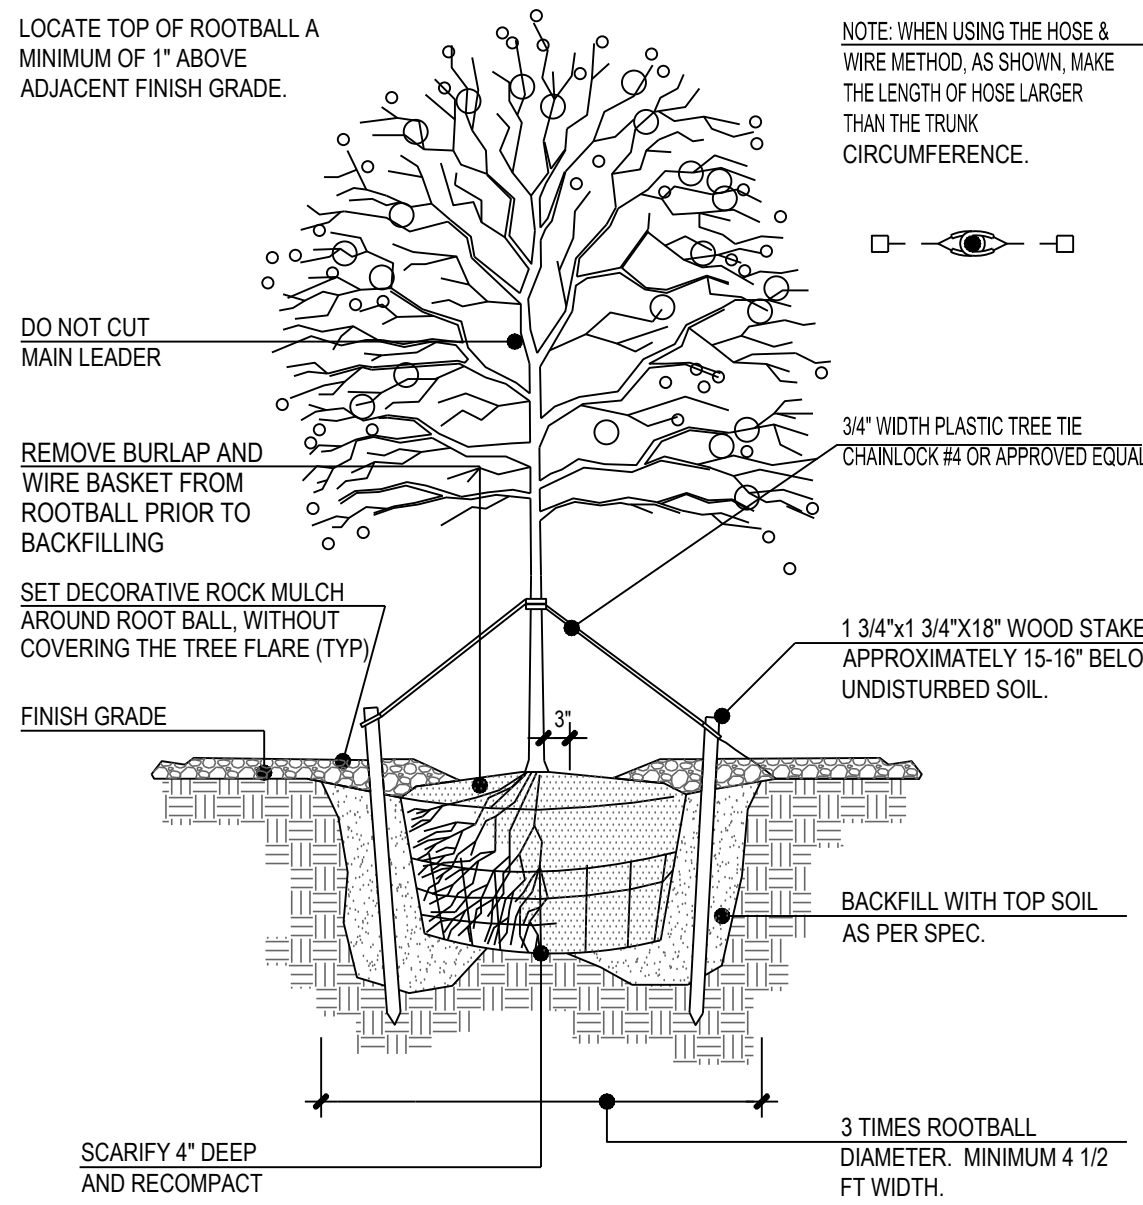 LOCATE TOP OF ROOTBALL A
MINIMUM OF 1" ABOVE
ADJACENT FINISH GRADE.
NOTE: WHEN USING THE HOSE &
WIRE METHOD, AS SHOWN, MAKE
THE LENGTH OF HOSE LARGER
THAN THE TRUNK
CIRCUMFERENCE.
DO NOT CUT
MAIN LEADER
3/4" WIDTH PLASTIC TREE TIE
CHAINLOCK #4 OR APPROVED EQUAL
REMOVE BURLAP AND
WIRE BASKET FROM
ROOTBALL PRIOR TO
BACKFILLING
SET DECORATIVE ROCK MULCH
AROUND ROOT BALL, WITHOUT
COVERING THE TREE FLARE (TYP)
1 3/4"x1 3/4"X18" WOOD STAKE
APPROXIMATELY 15-16" BELO
UNDISTURBED SOIL.
FINISH GRADE
3"
BACKFILL WITH TOP SOIL
AS PER SPEC.
SCARIFY 4" DEEP
AND RECOMPACT
3 TIMES ROOTBALL
DIAMETER. MINIMUM 4 1/2
FT WIDTH.